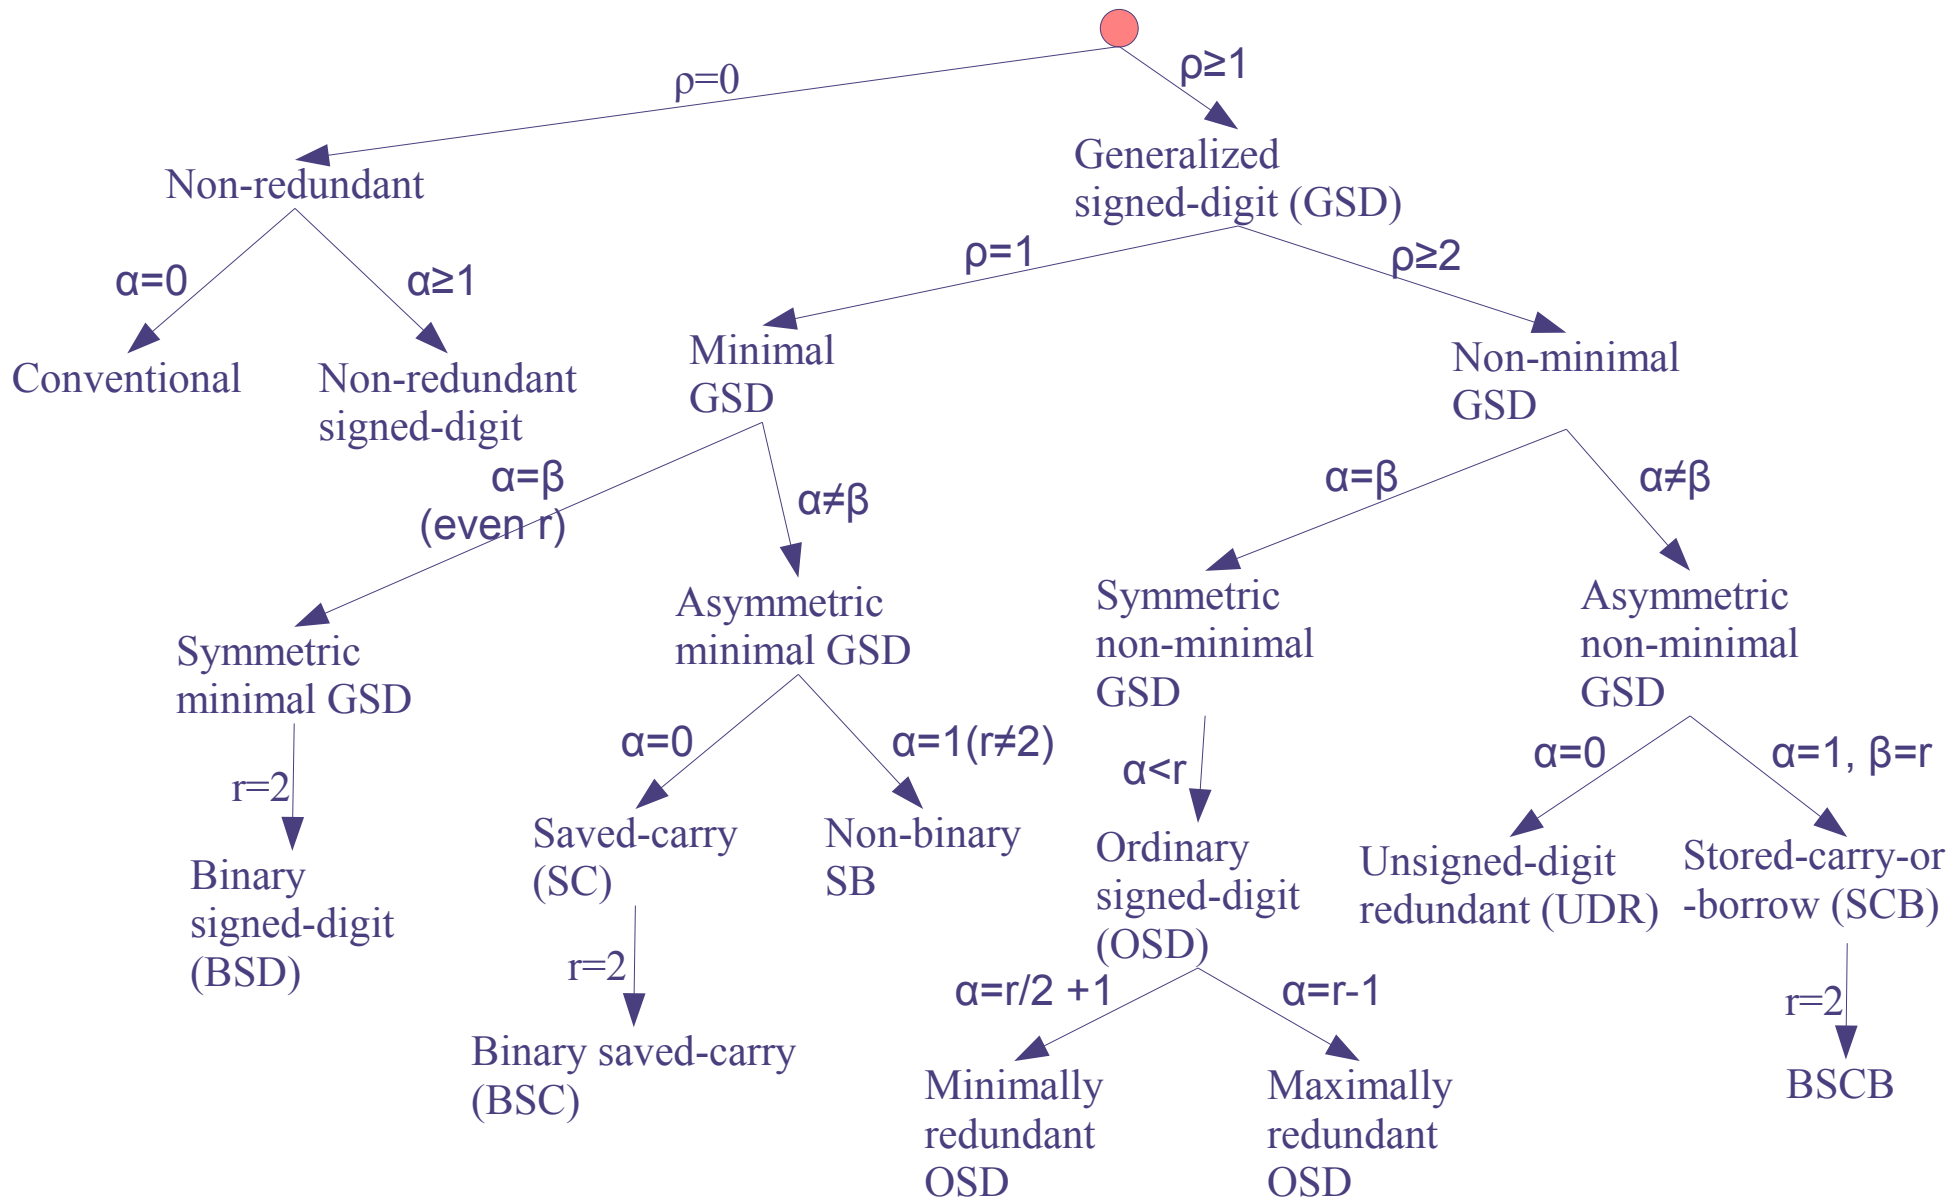 ρ=0
ρ≥1
Non-redundant
Generalized
signed-digit (GSD)
α=0
α≥1
ρ=1
ρ≥2
Conventional
Non-redundant
signed-digit
Minimal
GSD
Non-minimal
GSD
α=β
(even r)
α≠β
α=β
α≠β
Symmetric
minimal GSD
Asymmetric
minimal GSD
Symmetric
non-minimal
GSD
Asymmetric
non-minimal
GSD
r=2
α=0
α=1(r≠2)
α<r
α=0
α=1, β=r
Binary
signed-digit
(BSD)
Saved-carry
(SC)
Non-binary
SB
Ordinary
signed-digit
(OSD)
Unsigned-digit
redundant (UDR)
Stored-carry-or
-borrow (SCB)
r=2
α=r/2 +1
α=r-1
r=2
Binary saved-carry
(BSC)
Minimally
redundant
OSD
Maximally
redundant
OSD
BSCB